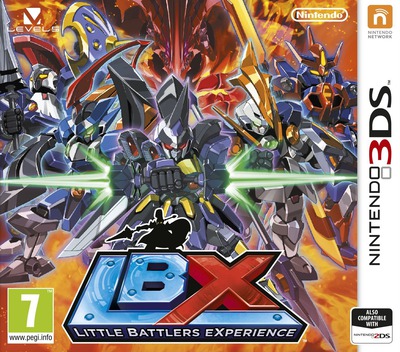 LEVEL5
Nintendo
NINTENDO
NETWORK
NINTENDO 3DS
LBX
LITTLE BATTLERS EXPERIENCE
7
www.pegi.info
ALSO
COMPATIBLE
WITH
NINTENDO 2DS